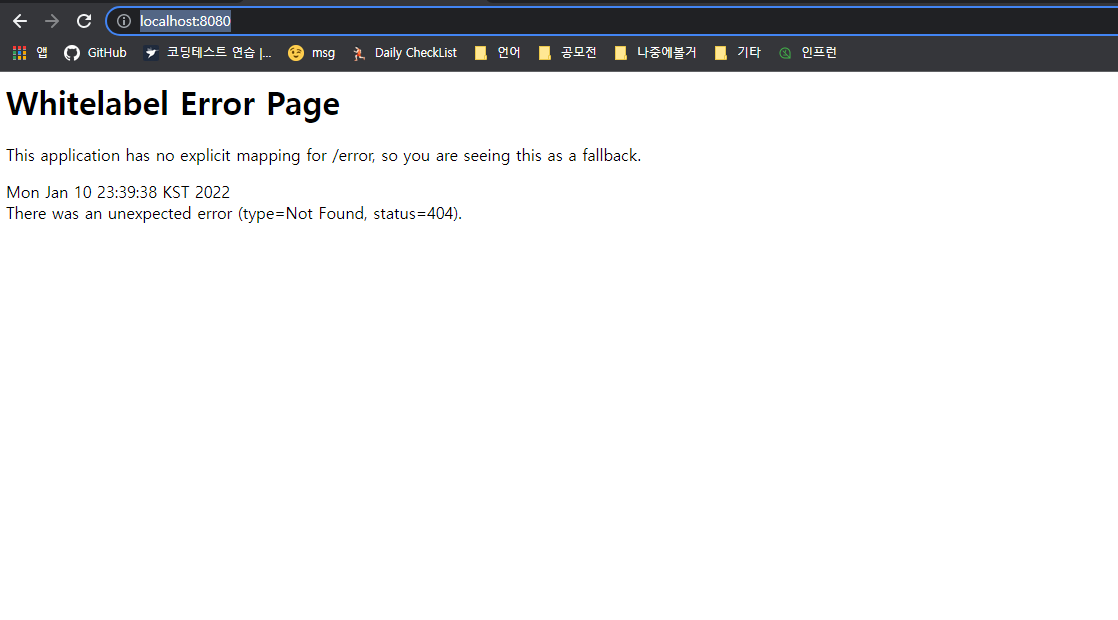 localhost:8080
앱 GitHub 코딩테스트 연습 |... msg Daily CheckList 언어 공모전 나중에볼거 기타 인프런
Whitelabel Error Page
This application has no explicit mapping for /error, so you are seeing this as a fallback.
Mon Jan 10 23:39:38 KST 2022
There was an unexpected error (type=Not Found, status=404).